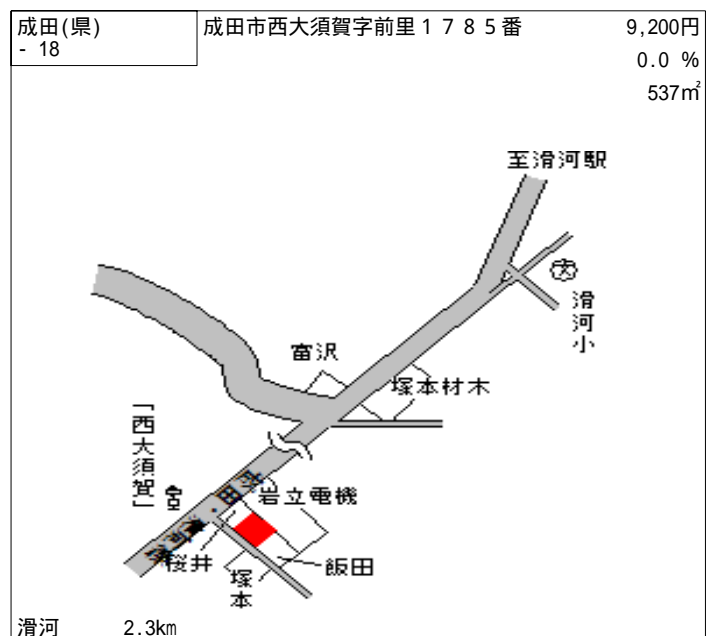 成田(県)
- 18
成田市西大須賀字前里１７８５番
9,200円
0.0 %
537㎡
至滑河駅
滑河小
富沢
塚本材木
「西大須賀」
岩立電機
桜井
塚本
飯田
滑河 2.3km